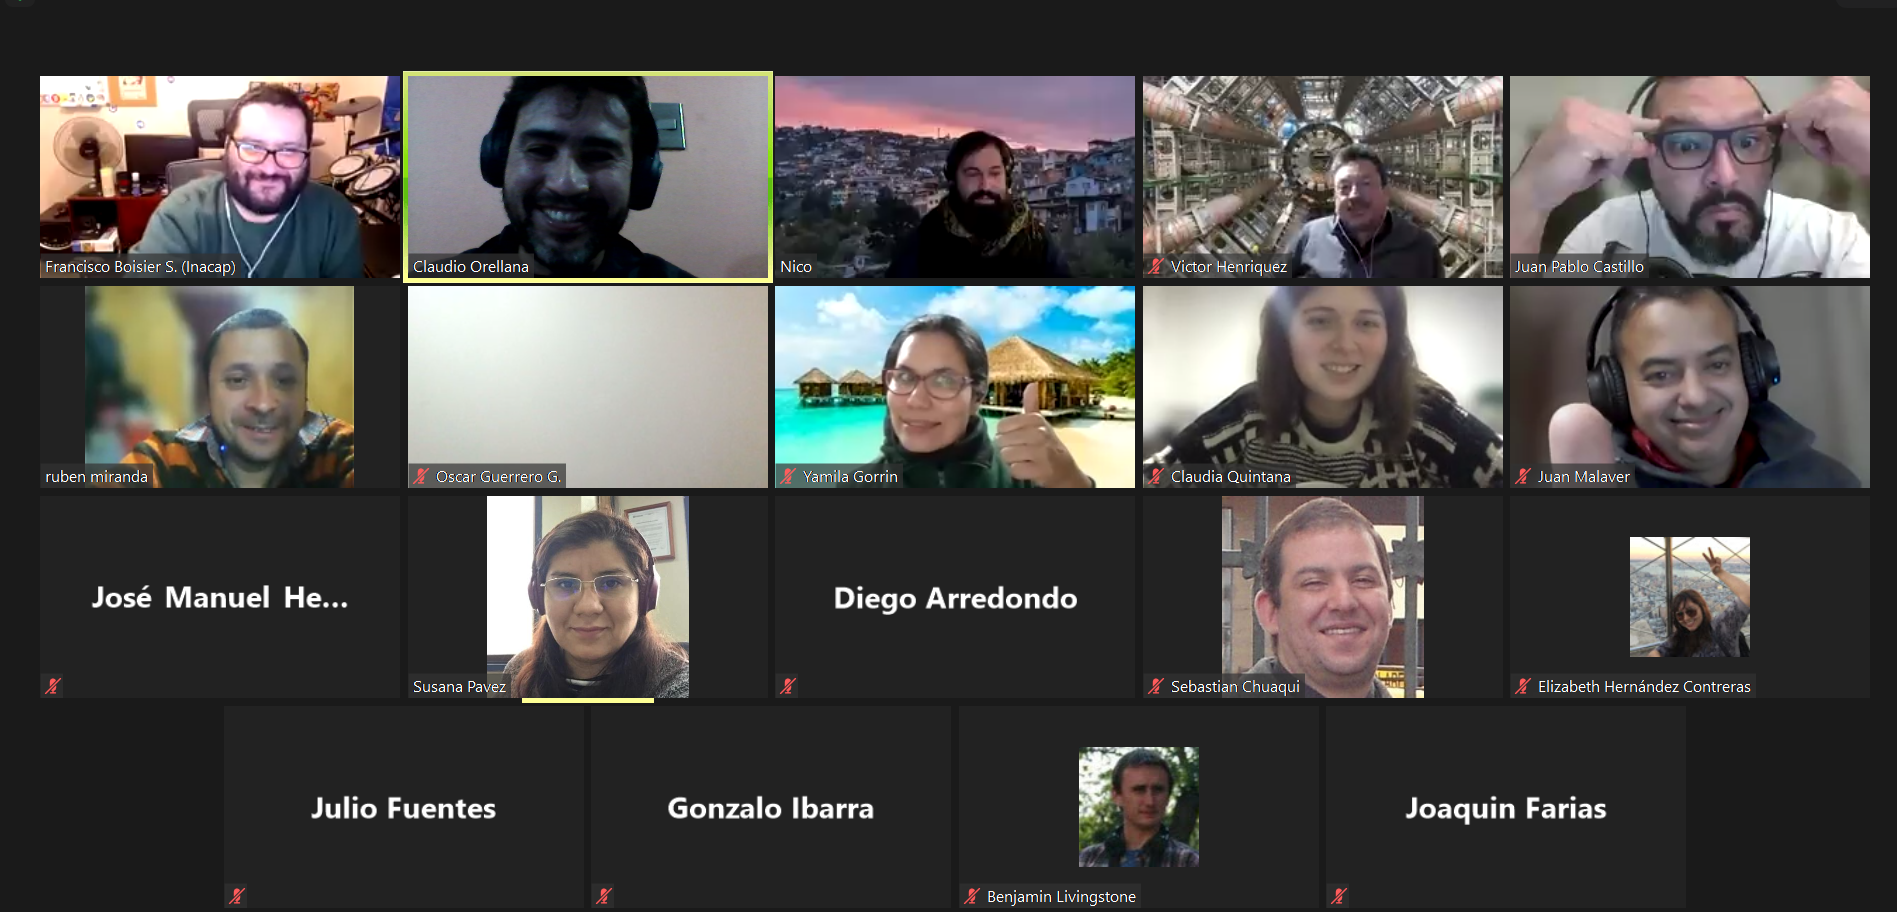 Francisco Boisier S. (Inacap)
Claudio Orellana
Nico
Victor Henriquez
Juan Pablo Castillo
ruben miranda
Oscar Guerrero G.
Yamila Gorrin
Claudia Quintana
Juan Malaver
José Manuel He...
Susana Pavez
Diego Arredondo
Sebastian Chuaqui
Elizabeth Hernández Contreras
Julio Fuentes
Gonzalo Ibarra
Benjamin Livingstone
Joaquin Farias